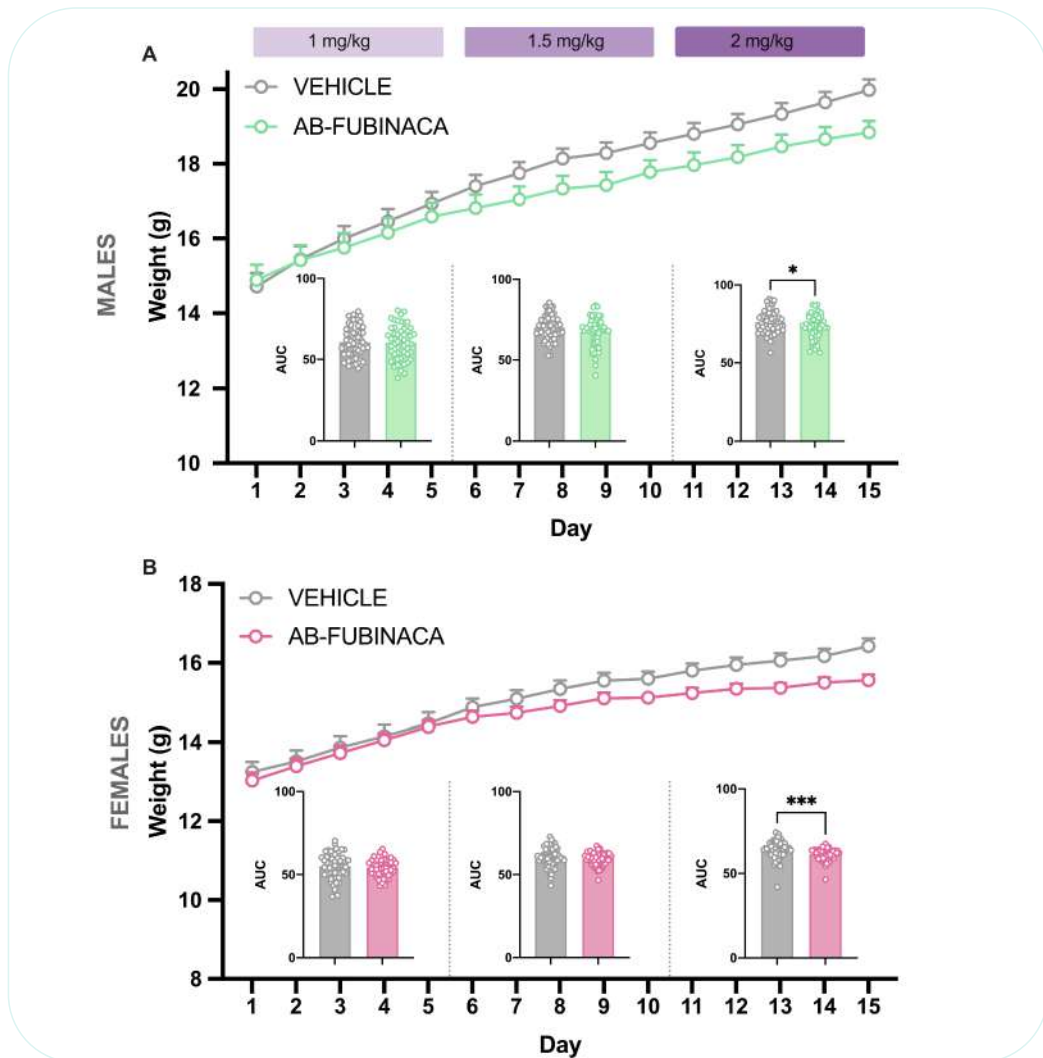 1 mg/kg 1.5 mg/kg 2 mg/kg
A
VEHICLE
AB-FUBINACA
MALES
Weight (g)
20
18
16
14
12
10
100
50
0
AUC
100
50
0
AUC
*
100
50
0
AUC
1 2 3 4 5 6 7 8 9 10 11 12 13 14 15
Day
B
VEHICLE
AB-FUBINACA
FEMALES
Weight (g)
18
16
14
12
10
8
100
50
0
AUC
100
50
0
AUC
***
100
50
0
AUC
1 2 3 4 5 6 7 8 9 10 11 12 13 14 15
Day